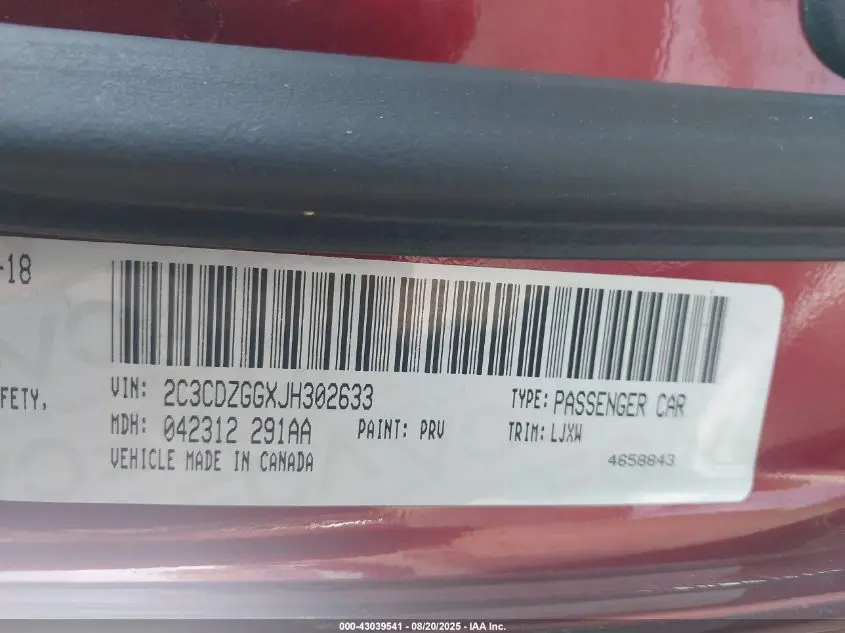 -18
VIN: 2C3CDZGGXJH302633
TYPE: PASSENGER CAR
FETY,
MDH: 042312 291AA
PAINT: PRV
TRIM: LJXW
VEHICLE MADE IN CANADA
4658843
000-43039541 - 08/20/2025 - IAA Inc.